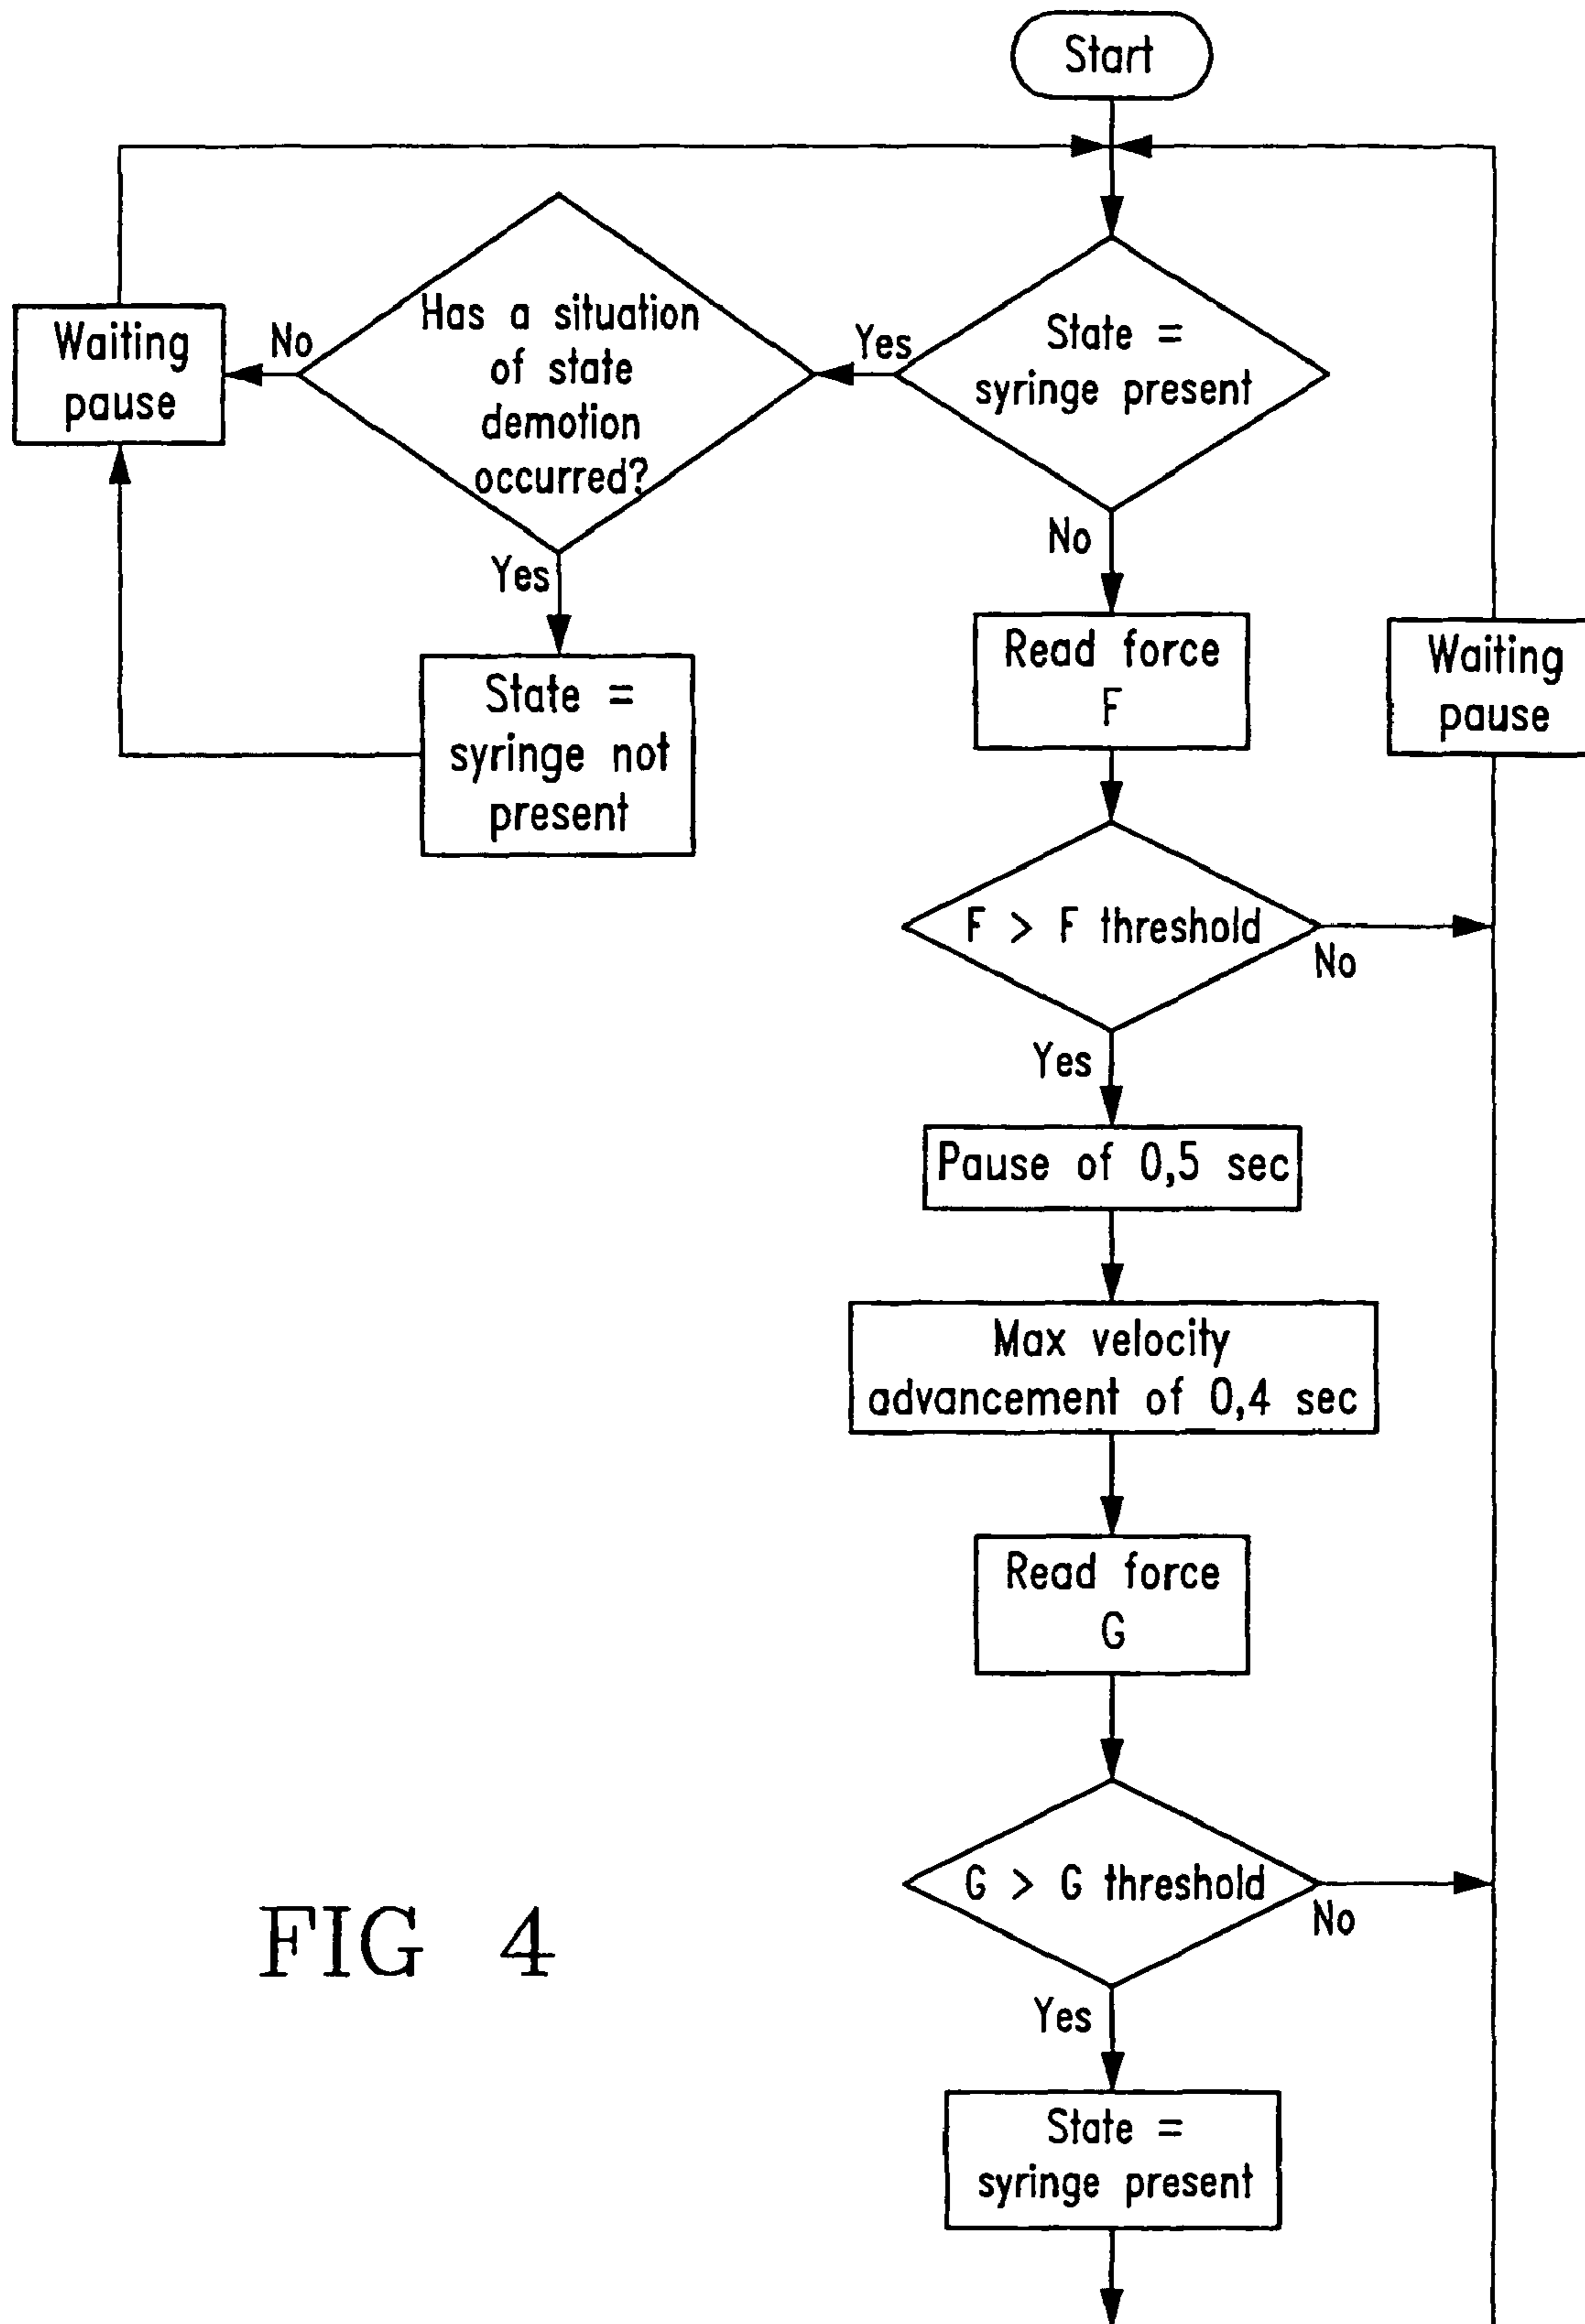 Start
State =
syringe present
Yes
No
Has a situation
of state
demotion
occurred?
No
Yes
Waiting
pause
State =
syringe not
present
Read force
F
Waiting
pause
F > F threshold
No
Yes
Pause of 0,5 sec
Max velocity
advancement of 0,4 sec
Read force
G
G > G threshold
No
Yes
State =
syringe present
FIG 4